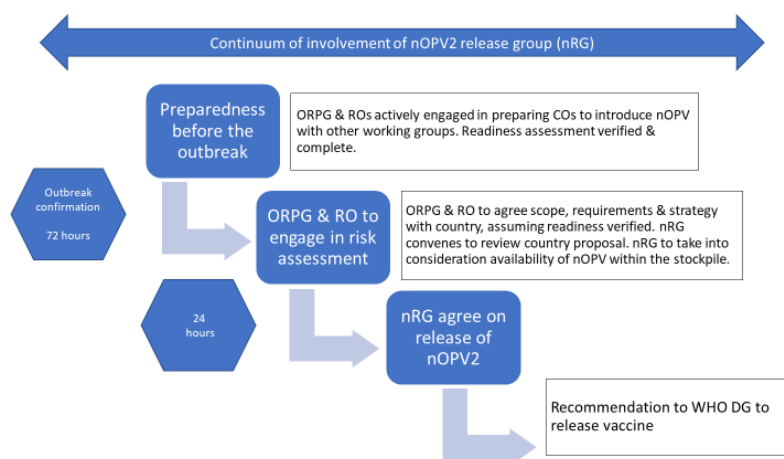 Continuum of involvement of nOPV2 release group (nRG)
Preparedness
before the
outbreak
ORPG & ROs actively engaged in preparing COs to introduce nOPV
with other working groups. Readiness assessment verified &
complete.
Outbreak
confirmation
72 hours
ORPG & RO to
engage in risk
assessment
ORPG & RO to agree scope, requirements & strategy
with country, assuming readiness verified. nRG
convenes to review country proposal. nRG to take into
consideration availability of nOPV within the stockpile.
24
hours
nRG agree on
release of
nOPV2
Recommendation to WHO DG to
release vaccine